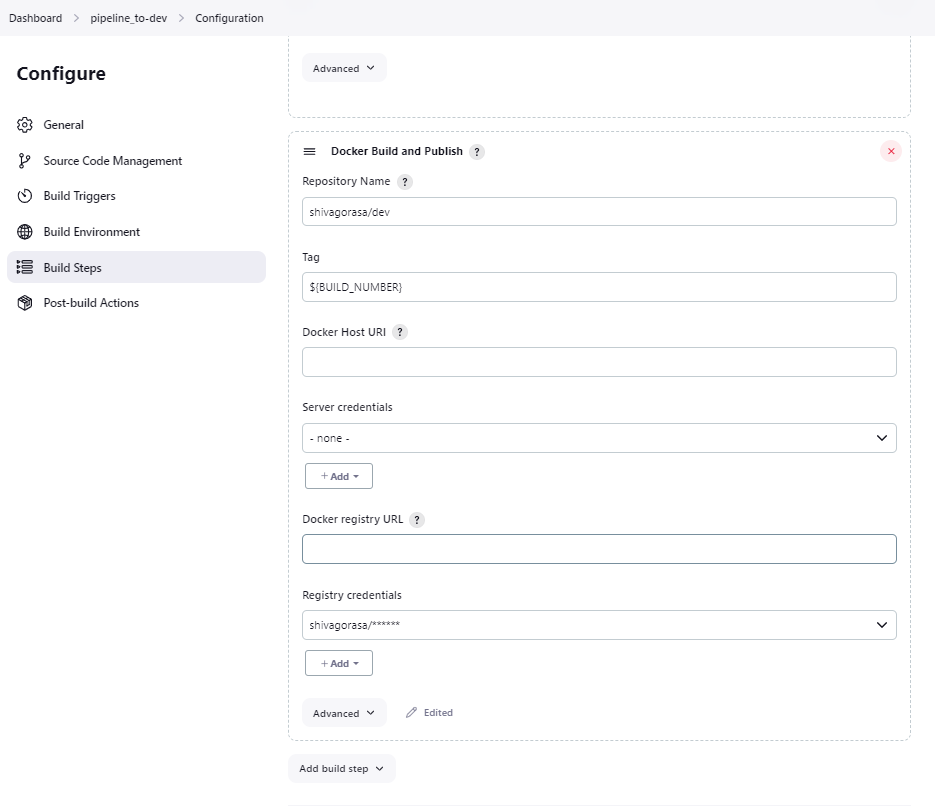 Dashboard > pipeline_to-dev > Configuration
Configure
General
Source Code Management
Build Triggers
Build Environment
Build Steps
Post-build Actions
Advanced
Docker Build and Publish ?
Repository Name ?
shivagorasa/dev
Tag
${BUILD_NUMBER}
Docker Host URI ?
Server credentials
- none -
+ Add
Docker registry URL ?
Registry credentials
shivagorasa/******
+ Add
Advanced
Edited
Add build step